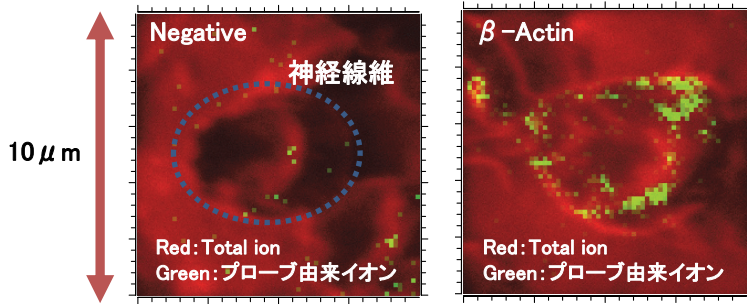 Negative
神経線維
β-Actin
10μm
Red:Total ion
Green:プローブ由来イオン
Red:Total ion
Green:プローブ由来イオン